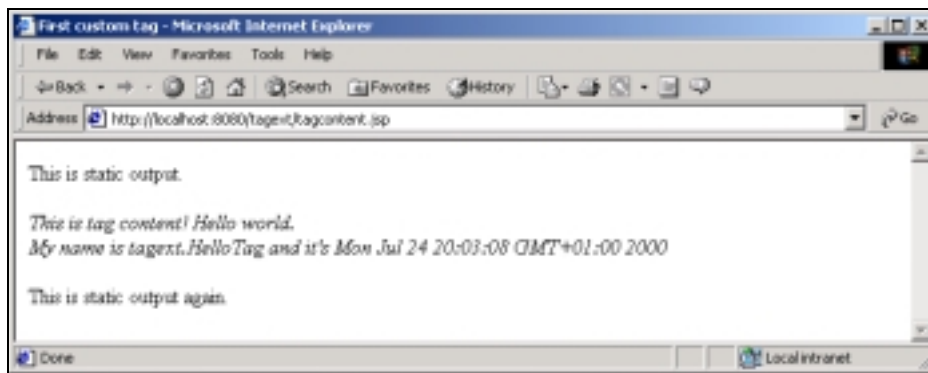 First custom tag - Microsoft Internet Explorer
File Edit View Favorites Tools Help
Back Search Favorites History
Address http://localhost:8080/tagext/tagcontent.jsp Go
This is static output.
This is tag content! Hello world.
My name is tagext.HelloTag and it's Mon Jul 24 20:03:08 GMT+01:00 2000
This is static output again.
Done Local intranet